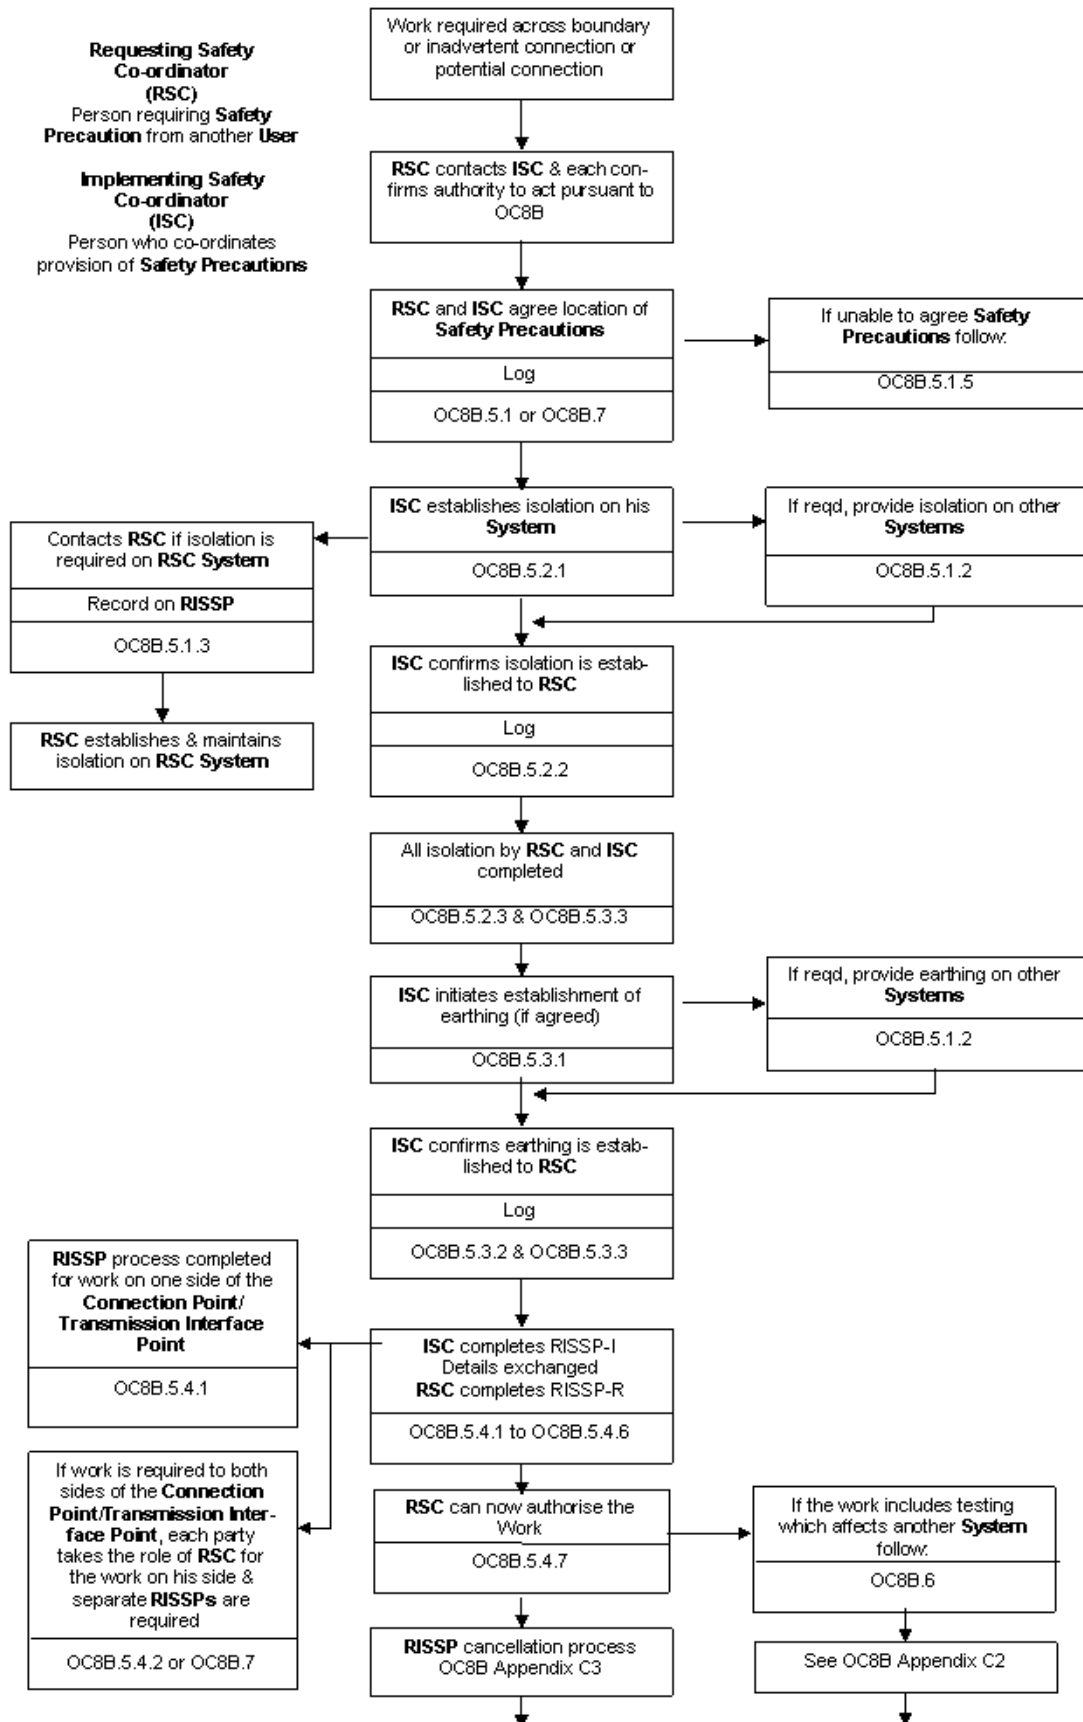 Requesting Safety
Co-ordinator
(RSC)
Person requiring Safety
Precaution from another User
Implementing Safety
Co-ordinator
(ISC)
Person who co-ordinates
provision of Safety Precautions
Work required across boundary
or inadvertent connection or
potential connection
RSC contacts ISC & each con-
firms authority to act pursuant to
OC8B
RSC and ISC agree location of
Safety Precautions
Log
OC8B.5.1 or OC8B.7
If unable to agree Safety
Precautions follow:
OC8B.5.1.5
ISC establishes isolation on his
System
OC8B.5.2.1
If reqd, provide isolation on other
Systems
OC8B.5.1.2
Contacts RSC if isolation is
required on RSC System
Record on RISSP
OC8B.5.1.3
RSC establishes & maintains
isolation on RSC System
ISC confirms isolation is estab-
lished to RSC
Log
OC8B.5.2.2
All isolation by RSC and ISC
completed
OC8B.5.2.3 & OC8B.5.3.3
ISC initiates establishment of
earthing (if agreed)
OC8B.5.3.1
If reqd, provide earthing on other
Systems
OC8B.5.1.2
ISC confirms earthing is estab-
lished to RSC
Log
OC8B.5.3.2 & OC8B.5.3.3
RISSP process completed
for work on one side of the
Connection Point/
Transmission Interface
Point
OC8B.5.4.1
ISC completes RISSP-I
Details exchanged
RSC completes RISSP-R
OC8B.5.4.1 to OC8B.5.4.6
If work is required to both
sides of the Connection
Point/Transmission Inter-
face Point, each party
takes the role of RSC for
the work on his side &
separate RISSPs are
required
OC8B.5.4.2 or OC8B.7
RSC can now authorise the
Work
OC8B.5.4.7
If the work includes testing
which affects another System
follow:
OC8B.6
RISSP cancellation process
OC8B Appendix C3
See OC8B Appendix C2